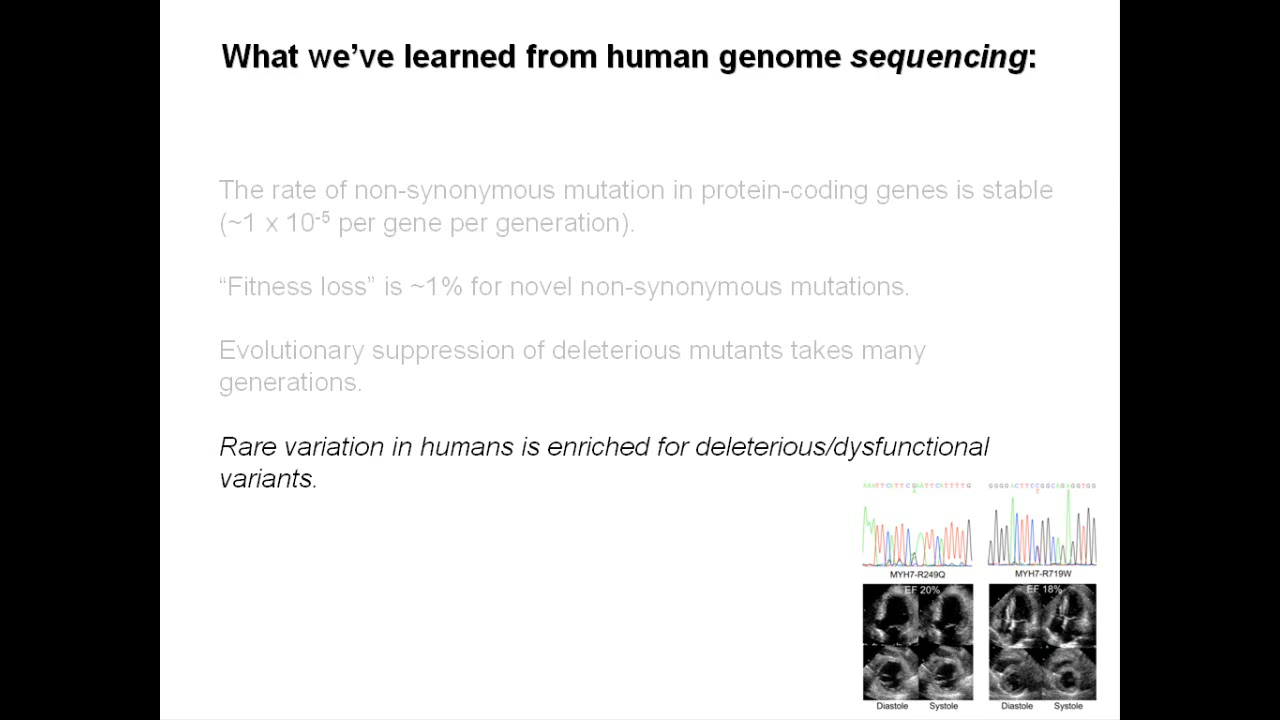 What we’ve learned from human genome sequencing:
The rate of non-synonymous mutation in protein-coding genes is stable
(~1 x 10-5 per gene per generation).
“Fitness loss” is ~1% for novel non-synonymous mutations.
Evolutionary suppression of deleterious mutants takes many
generations.
Rare variation in humans is enriched for deleterious/dysfunctional
variants.
MYH7-R249Q
MYH7-R719W
EF 20%
EF 18%
Diastole Systole
Diastole Systole